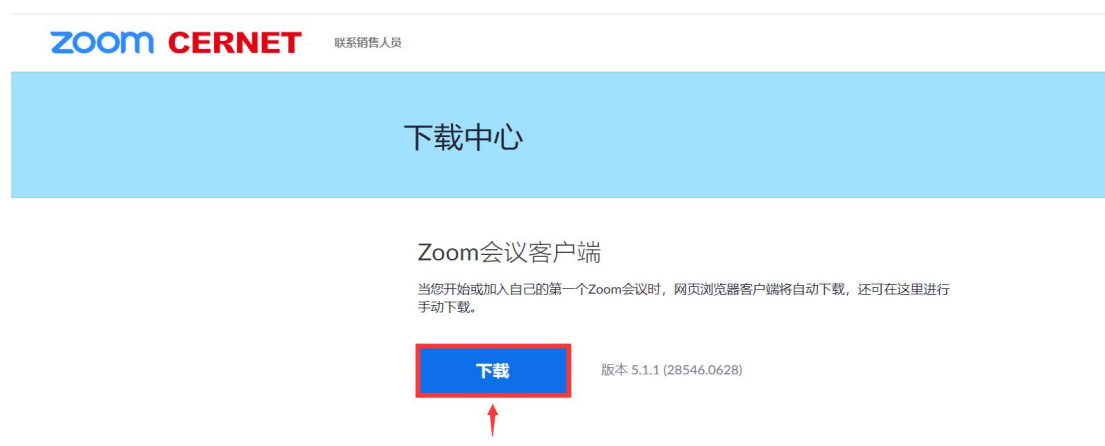 zoom CERNET 联系销售人员
下载中心
Zoom会议客户端
当您开始或加入自己的第一个Zoom会议时，网页浏览器客户端将自动下载，还可在这里进行
手动下载。
下载 版本 5.1.1 (28546.0628)